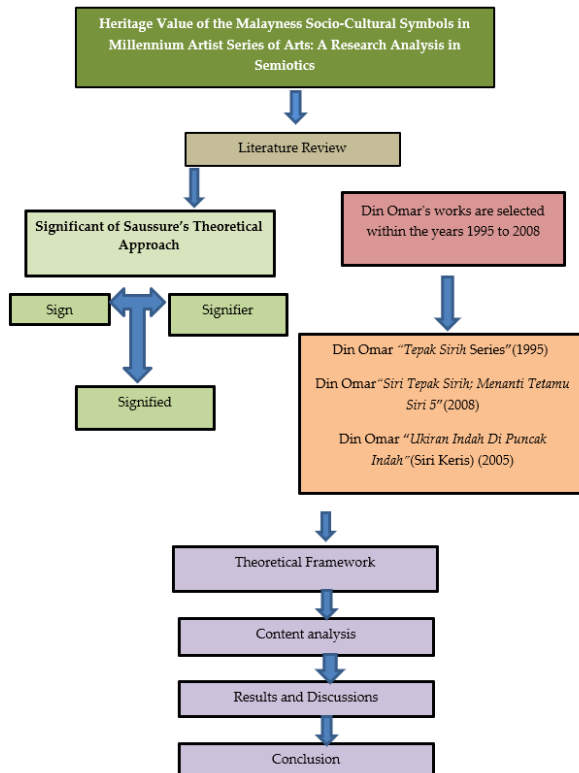 Heritage Value of the Malayness Socio-Cultural Symbols in
Millennium Artist Series of Arts: A Research Analysis in
Semiotics
Literature Review
Significant of Saussure's Theoretical
Approach
Din Omar's works are selected
within the years 1995 to 2008
Sign
Signifier
Signified
Din Omar "Tepak Sirih Series"(1995)
Din Omar"Siri Tepak Sirih; Menanti Tetamu
Siri 5"(2008)
Din Omar "Ukiran Indah Di Puncak
Indah"(Siri Keris) (2005)
Theoretical Framework
Content analysis
Results and Discussions
Conclusion